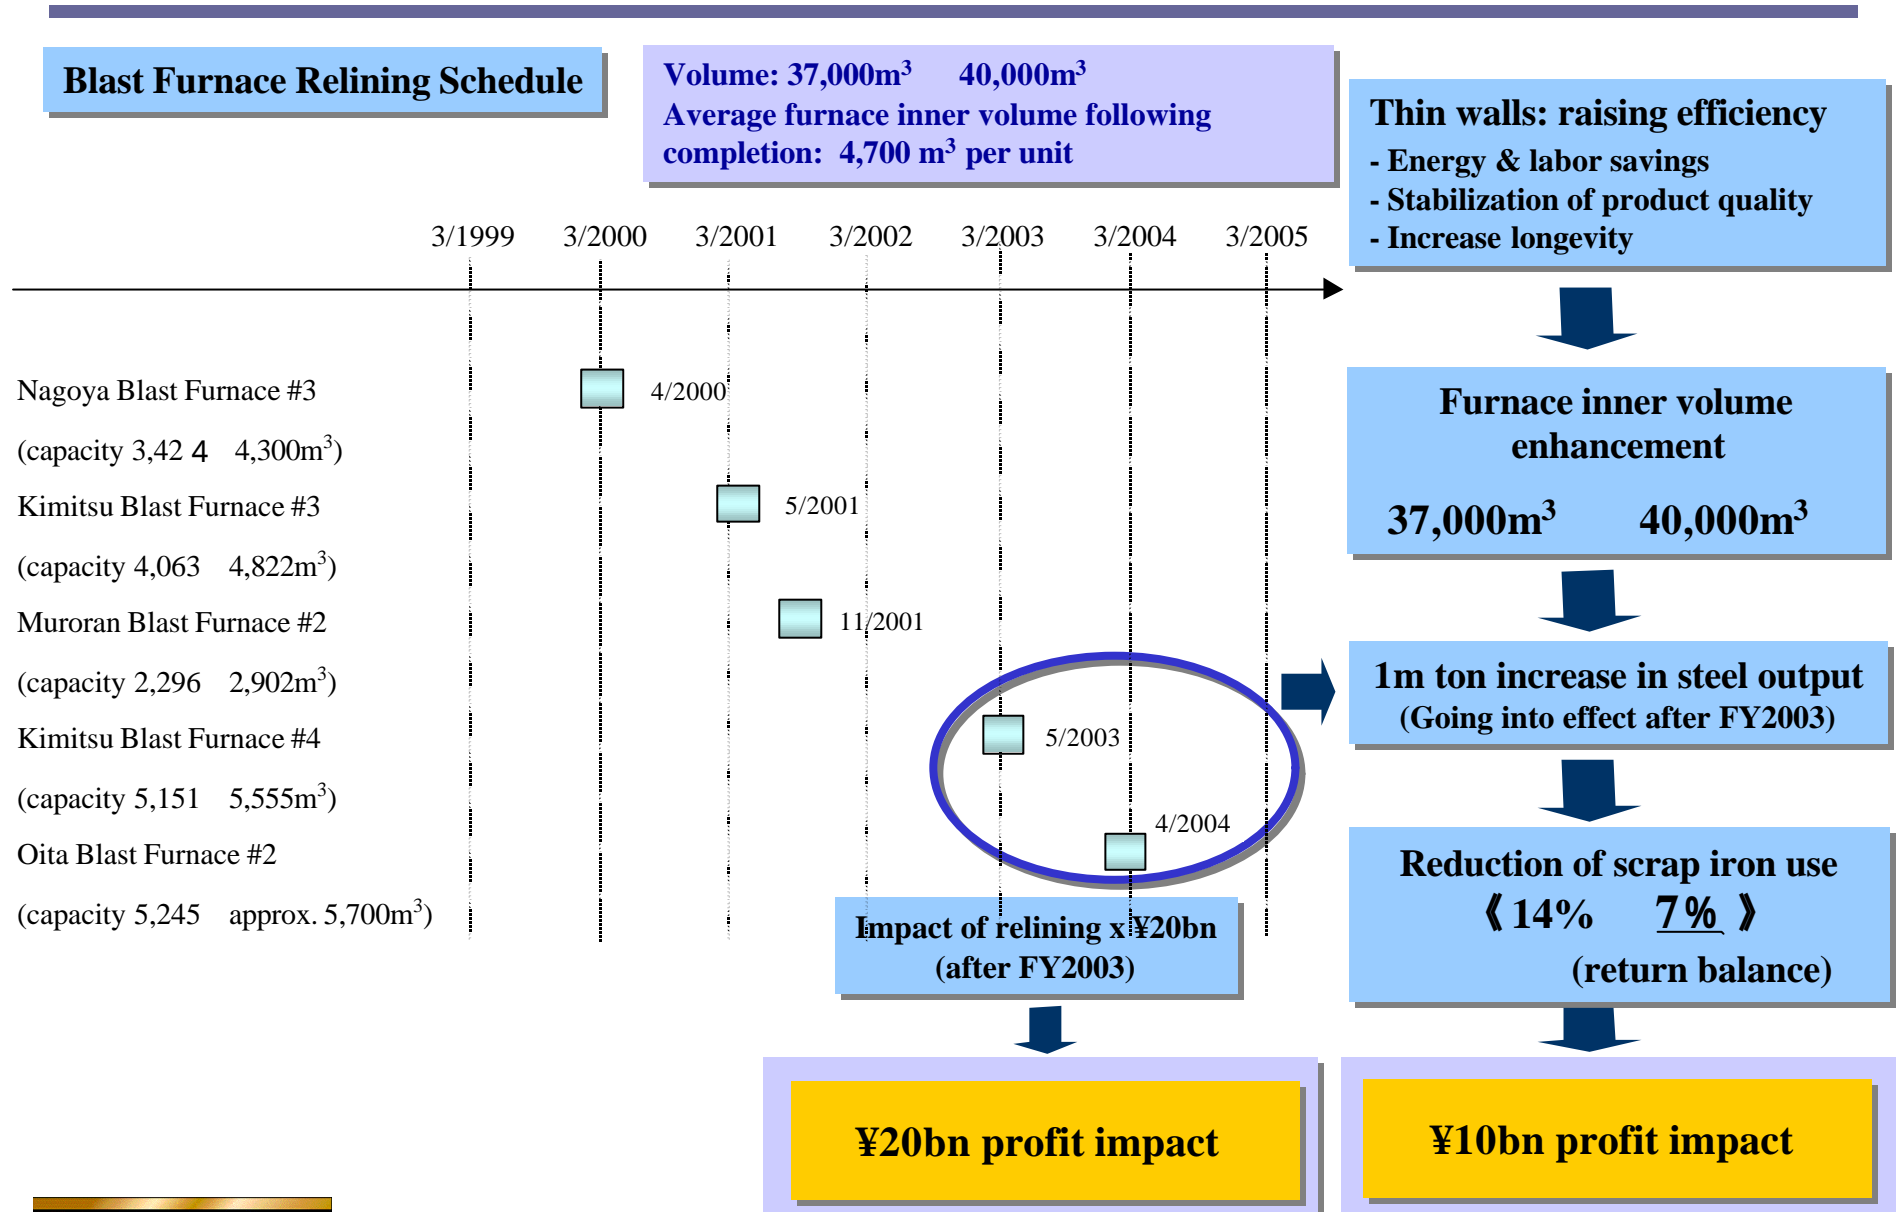 Blast Furnace Relining Schedule
Volume: 37,000m³ 40,000m³
Average furnace inner volume following
completion: 4,700 m³ per unit
Thin walls: raising efficiency
- Energy & labor savings
- Stabilization of product quality
- Increase longevity
3/1999 3/2000 3/2001 3/2002 3/2003 3/2004 3/2005
Nagoya Blast Furnace #3
4/2000
(capacity 3,42 4 4,300m³)
Kimitsu Blast Furnace #3
5/2001
(capacity 4,063 4,822m³)
Muroran Blast Furnace #2
11/2001
(capacity 2,296 2,902m³)
Kimitsu Blast Furnace #4
5/2003
(capacity 5,151 5,555m³)
Oita Blast Furnace #2
4/2004
(capacity 5,245 approx. 5,700m³)
Furnace inner volume
enhancement
37,000m³ 40,000m³
1m ton increase in steel output
(Going into effect after FY2003)
Reduction of scrap iron use
《 14% 7% 》
(return balance)
Impact of relining x ¥20bn
(after FY2003)
¥20bn profit impact
¥10bn profit impact